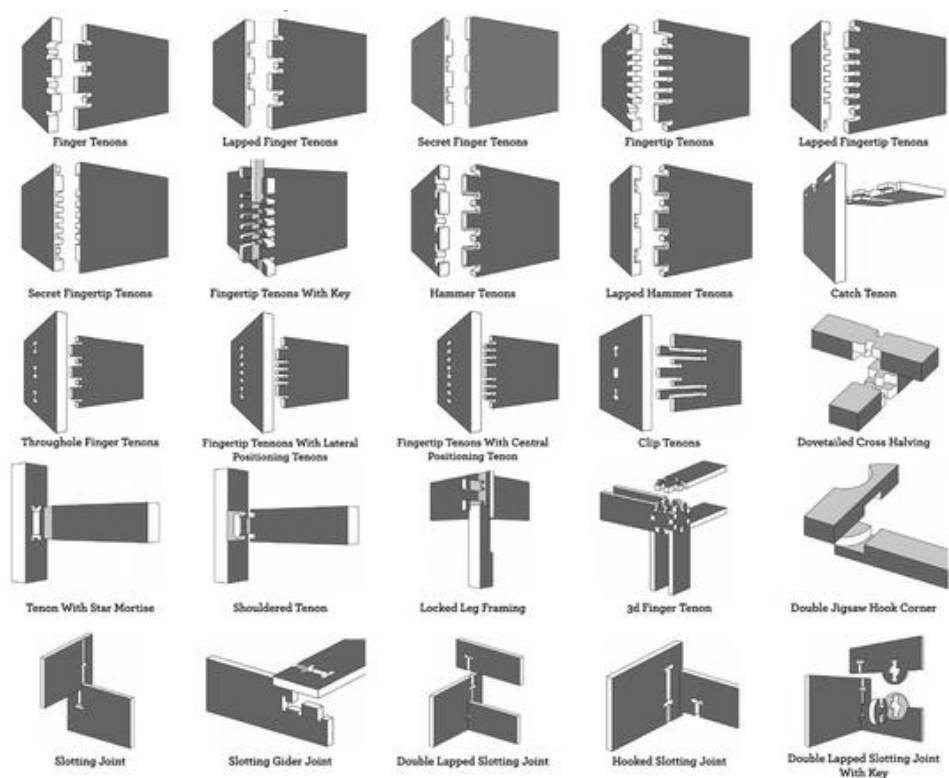 Finger Tenons
Lapped Finger Tenons
Secret Finger Tenons
Fingertip Tenons
Lapped Fingertip Tenons
Secret Fingertip Tenons
Fingertip Tenons With Key
Hammer Tenons
Lapped Hammer Tenons
Catch Tenon
Throughole Finger Tenons
Fingertip Tennons With Lateral
Positioning Tenons
Fingertip Tenons With Central
Positioning Tenon
Clip Tenons
Dovetailed Cross Halving
Tenon With Star Mortise
Shouldered Tenon
Locked Leg Framing
3d Finger Tenon
Double Jigsaw Hook Corner
Slotting Joint
Slotting Gider Joint
Double Lapped Slotting Joint
Hooked Slotting Joint
Double Lapped Slotting Joint
With Key